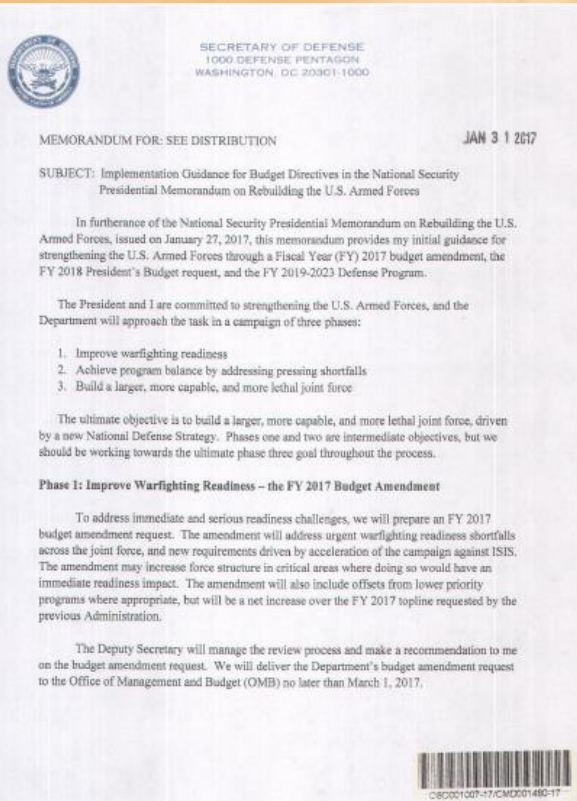 SECRETARY OF DEFENSE
1000 DEFENSE PENTAGON
WASHINGTON, DC 20301-1000
MEMORANDUM FOR: SEE DISTRIBUTION
JAN 31 2017
SUBJECT: Implementation Guidance for Budget Directives in the National Security
Presidential Memorandum on Rebuilding the U.S. Armed Forces
In furtherance of the National Security Presidential Memorandum on Rebuilding the U.S.
Armed Forces, issued on January 27, 2017, this memorandum provides my initial guidance for
strengthening the U.S. Armed Forces through a Fiscal Year (FY) 2017 budget amendment, the
FY 2018 President's Budget request, and the FY 2019-2023 Defense Program.
The President and I are committed to strengthening the U.S. Armed Forces, and the
Department will approach the task in a campaign of three phases:
1. Improve warfighting readiness
2. Achieve program balance by addressing pressing shortfalls
3. Build a larger, more capable, and more lethal joint force
The ultimate objective is to build a larger, more capable, and more lethal joint force, driven
by a new National Defense Strategy. Phases one and two are intermediate objectives, but we
should be working towards the ultimate phase three goal throughout the process.
Phase 1: Improve Warfighting Readiness – the FY 2017 Budget Amendment
To address immediate and serious readiness challenges, we will prepare an FY 2017
budget amendment request. The amendment will address urgent warfighting readiness shortfalls
across the joint force, and new requirements driven by acceleration of the campaign against ISIS.
The amendment may increase force structure in critical areas where doing so would have an
immediate readiness impact. The amendment will also include offsets from lower priority
programs where appropriate, but will be a net increase over the FY 2017 topline requested by the
previous Administration.
The Deputy Secretary will manage the review process and make a recommendation to me
on the budget amendment request. We will deliver the Department's budget amendment request
to the Office of Management and Budget (OMB) no later than March 1, 2017.